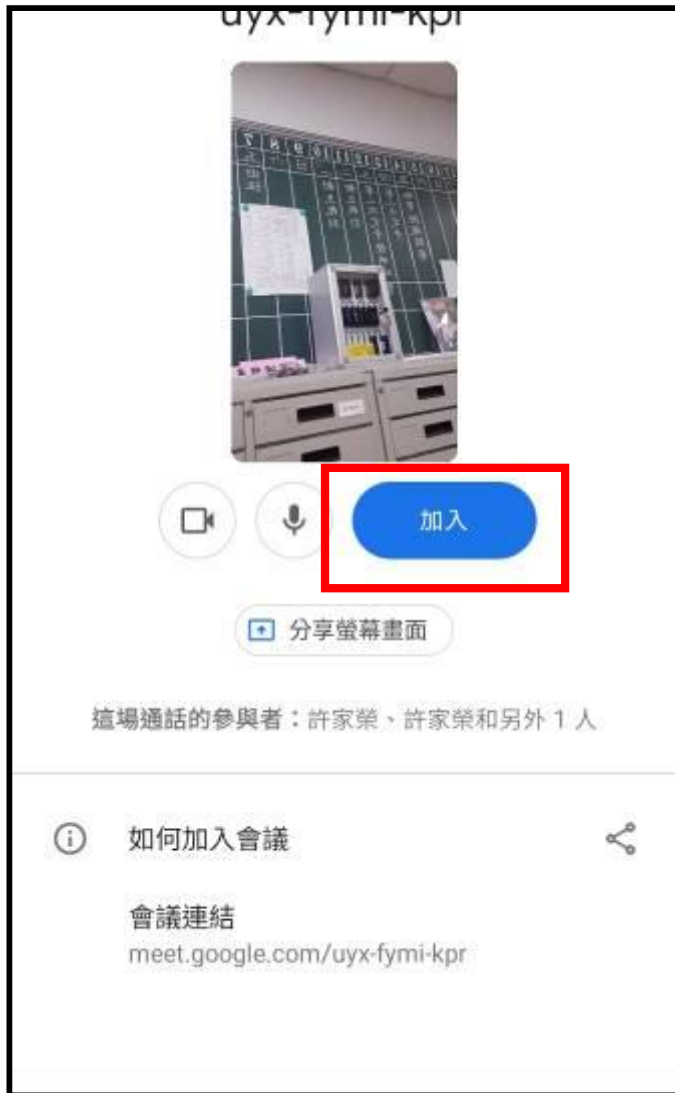 uyx-fymi-kpr
加入
分享螢幕畫面
這場通話的參與者：許家榮、許家榮和另外 1 人
如何加入會議
會議連結
meet.google.com/uyx-fymi-kpr